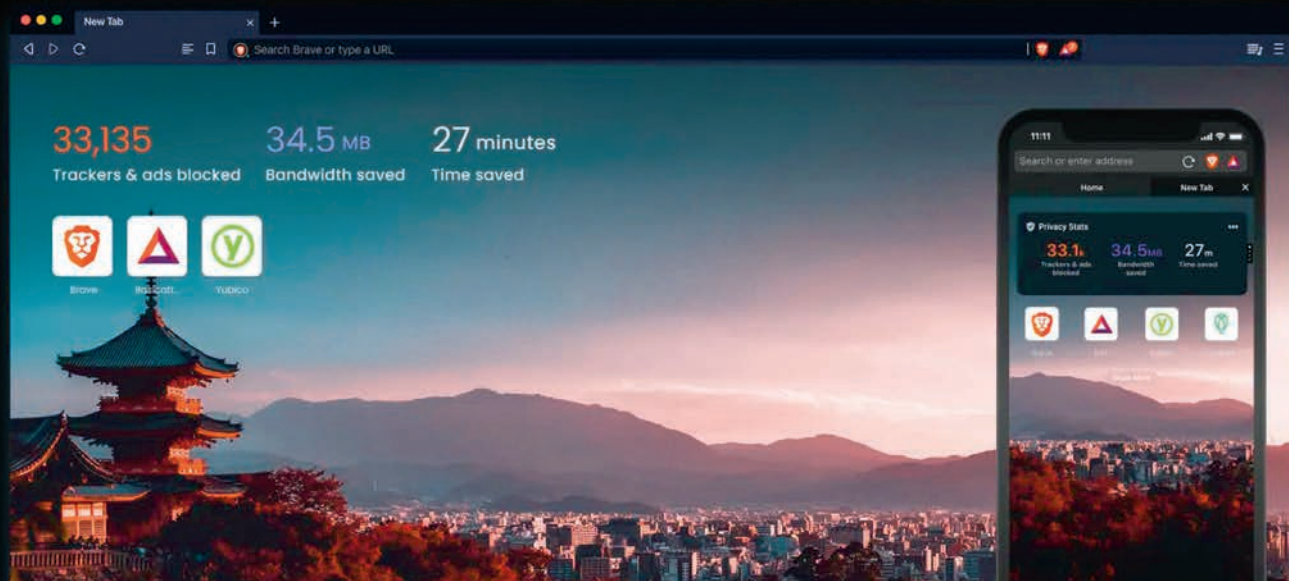 New Tab
Search Brave or type a URL
33,135
34.5 MB
27 minutes
Trackers & ads blocked
Bandwidth saved
Time saved
Brave
Yubico
11:11
Search or enter address
Home
New Tab
Privacy Stats
33.1k
34.5MB
27m
Trackers & ads blocked
Bandwidth saved
Time saved